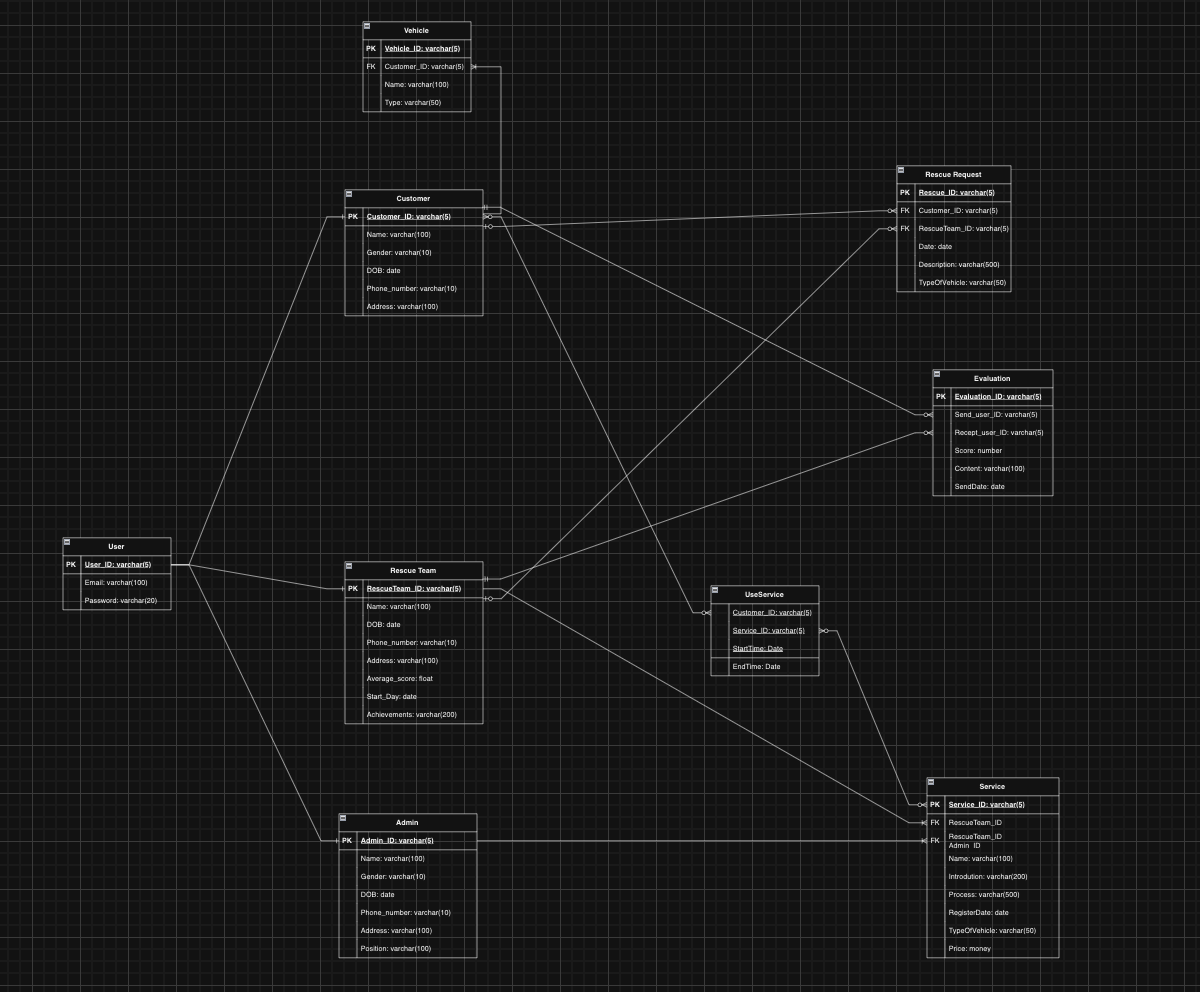 Vehicle
PK Vehicle_ID: varchar(5)
FK Customer_ID: varchar(5)
Name: varchar(100)
Type: varchar(50)
Customer
PK Customer_ID: varchar(5)
Name: varchar(100)
Gender: varchar(10)
DOB: date
Phone_number: varchar(10)
Address: varchar(100)
Rescue Request
PK Rescue_ID: varchar(5)
FK Customer_ID: varchar(5)
FK RescueTeam_ID: varchar(5)
Date: date
Description: varchar(500)
TypeOfVehicle: varchar(50)
Evaluation
PK Evaluation_ID: varchar(5)
Send_user_ID: varchar(5)
Recept_user_ID: varchar(5)
Score: number
Content: varchar(100)
SendDate: date
User
PK User_ID: varchar(5)
Email: varchar(100)
Password: varchar(20)
Rescue Team
PK RescueTeam_ID: varchar(5)
Name: varchar(100)
DOB: date
Phone_number: varchar(10)
Address: varchar(100)
Average_score: float
Start_Day: date
Achievements: varchar(200)
UseService
Customer_ID: varchar(5)
Service_ID: varchar(5)
StartTime: Date
EndTime: Date
Admin
PK Admin_ID: varchar(5)
Name: varchar(100)
Gender: varchar(10)
DOB: date
Phone_number: varchar(10)
Address: varchar(100)
Position: varchar(100)
Service
PK Service_ID: varchar(5)
FK RescueTeam_ID
RescueTeam_ID
FK Admin_ID
Name: varchar(100)
Introdution: varchar(200)
Process: varchar(500)
RegisterDate: date
TypeOfVehicle: varchar(50)
Price: money